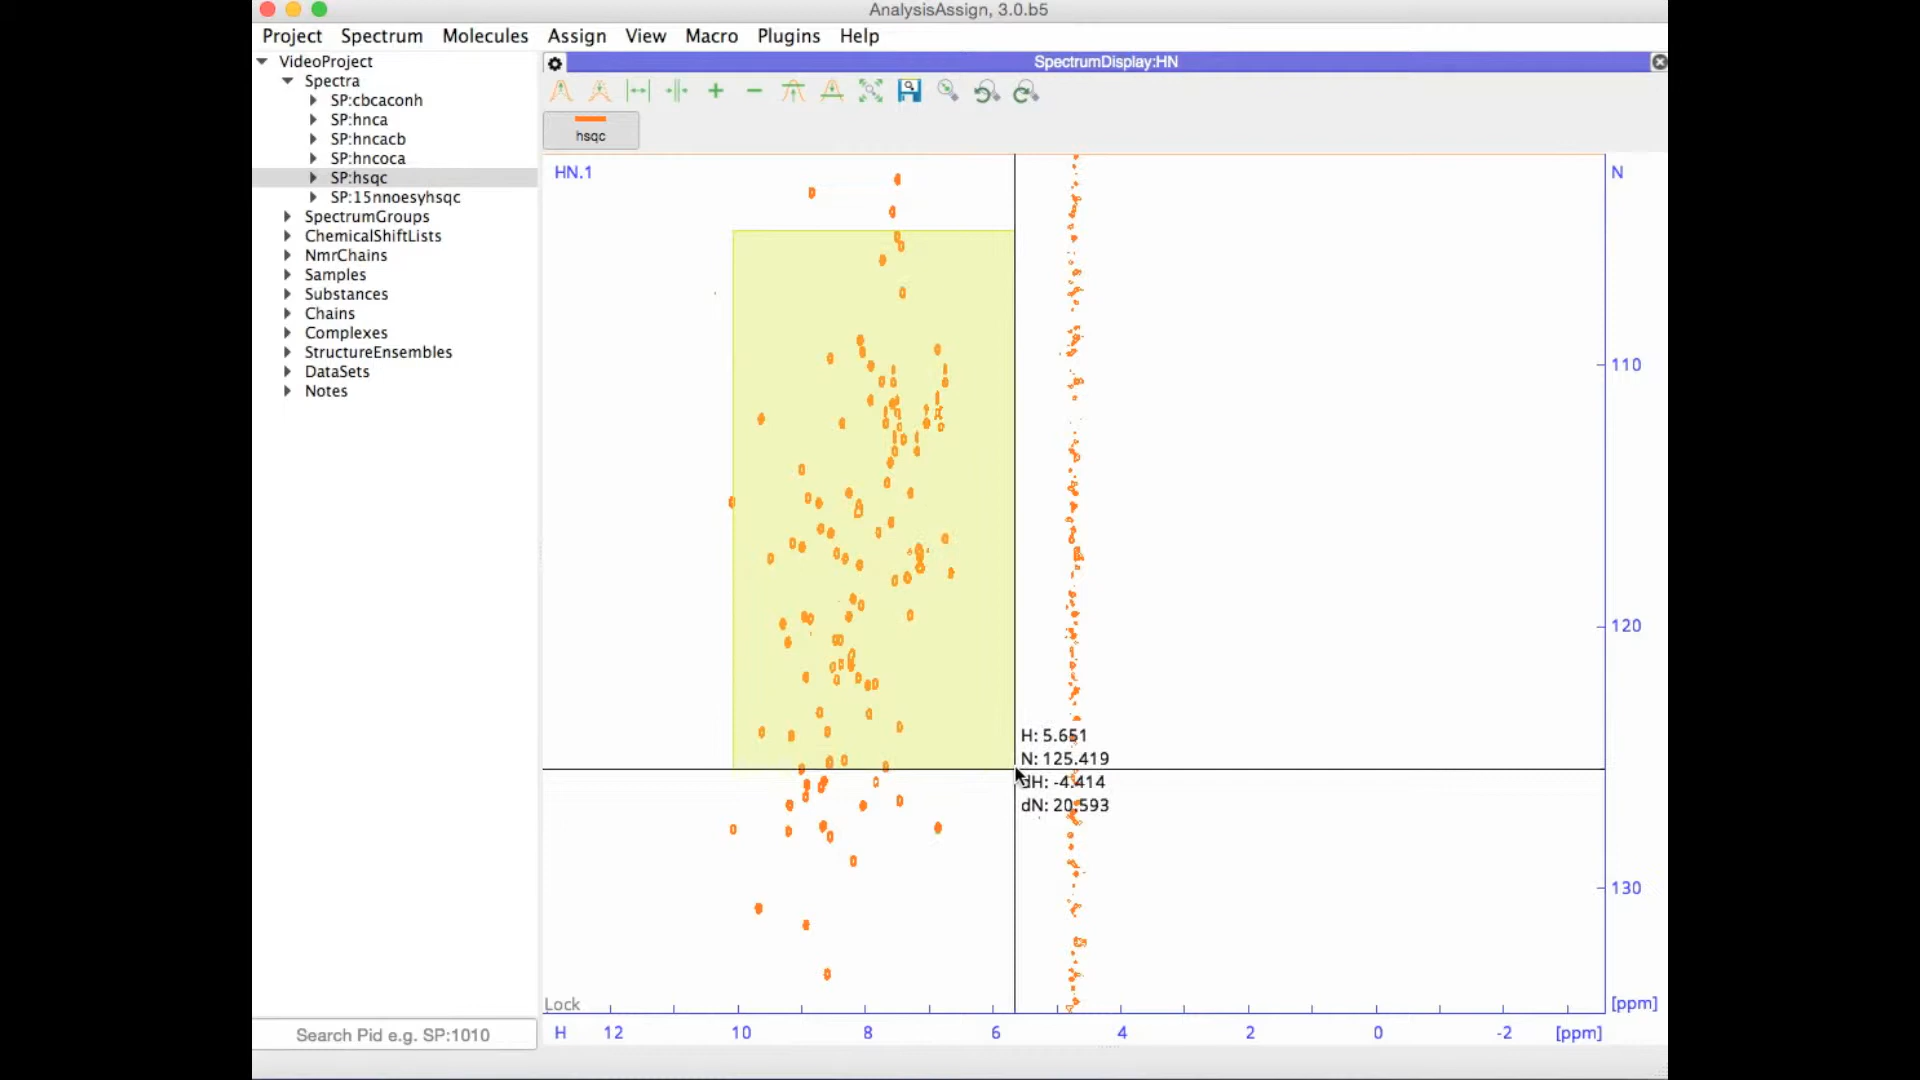 AnalysisAssign, 3.0.b5
Project Spectrum Molecules Assign View Macro Plugins Help
VideoProject
Spectra
SP:cbcaconh
SP:hnca
SP:hncacb
SP:hncoca
SP:hsqc
SP:15nnoesyhsqc
SpectrumGroups
ChemicalShiftLists
NmrChains
Samples
Substances
Chains
Complexes
StructureEnsembles
DataSets
Notes
Search Pid e.g. SP:1010
SpectrumDisplay:HN
hsqc
HN.1
N
110
120
130
[ppm]
H: 5.651
N: 125.419
dH: -4.414
dN: 20.593
Lock
H 12 10 8 6 4 2 0 -2 [ppm]